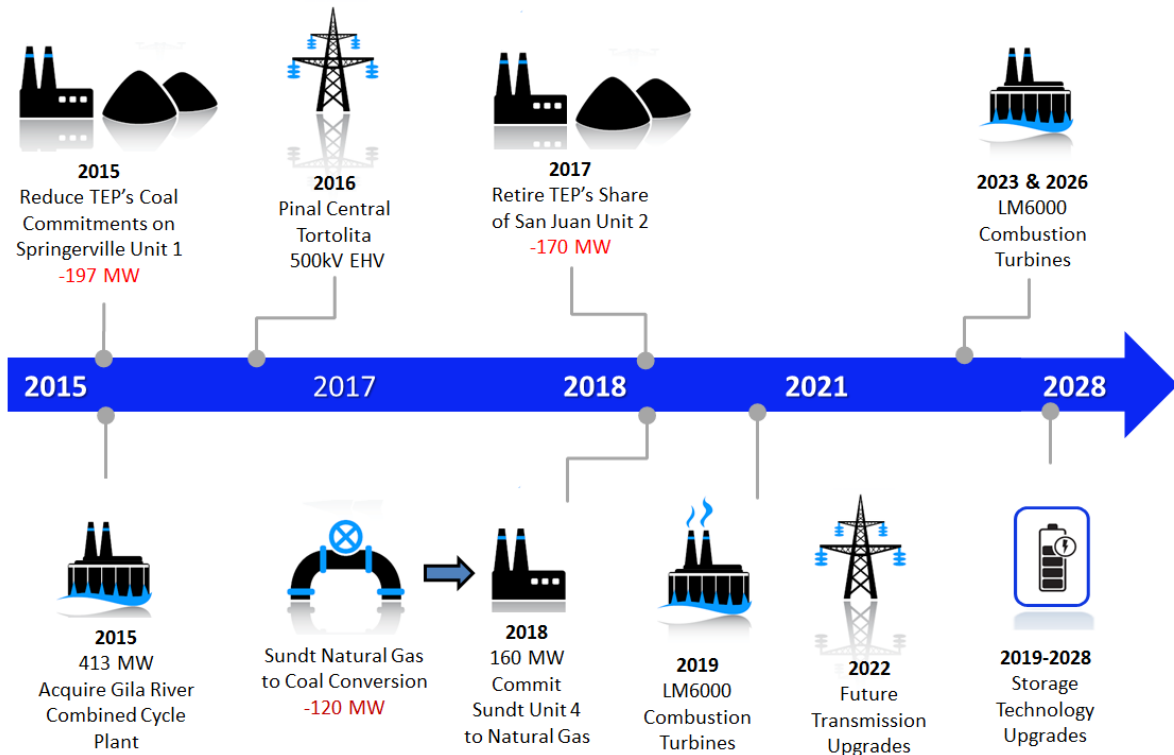 2015
Reduce TEP's Coal
Commitments on
Springerville Unit 1
-197 MW
2016
Pinal Central
Tortolita
500kV EHV
2017
Retire TEP's Share
of San Juan Unit 2
-170 MW
2023 & 2026
LM6000
Combustion
Turbines
2015
2017
2018
2021
2028
2015
413 MW
Acquire Gila River
Combined Cycle
Plant
Sundt Natural Gas
to Coal Conversion
-120 MW
2018
160 MW
Commit
Sundt Unit 4
to Natural Gas
2019
LM6000
Combustion
Turbines
2022
Future
Transmission
Upgrades
2019-2028
Storage
Technology
Upgrades